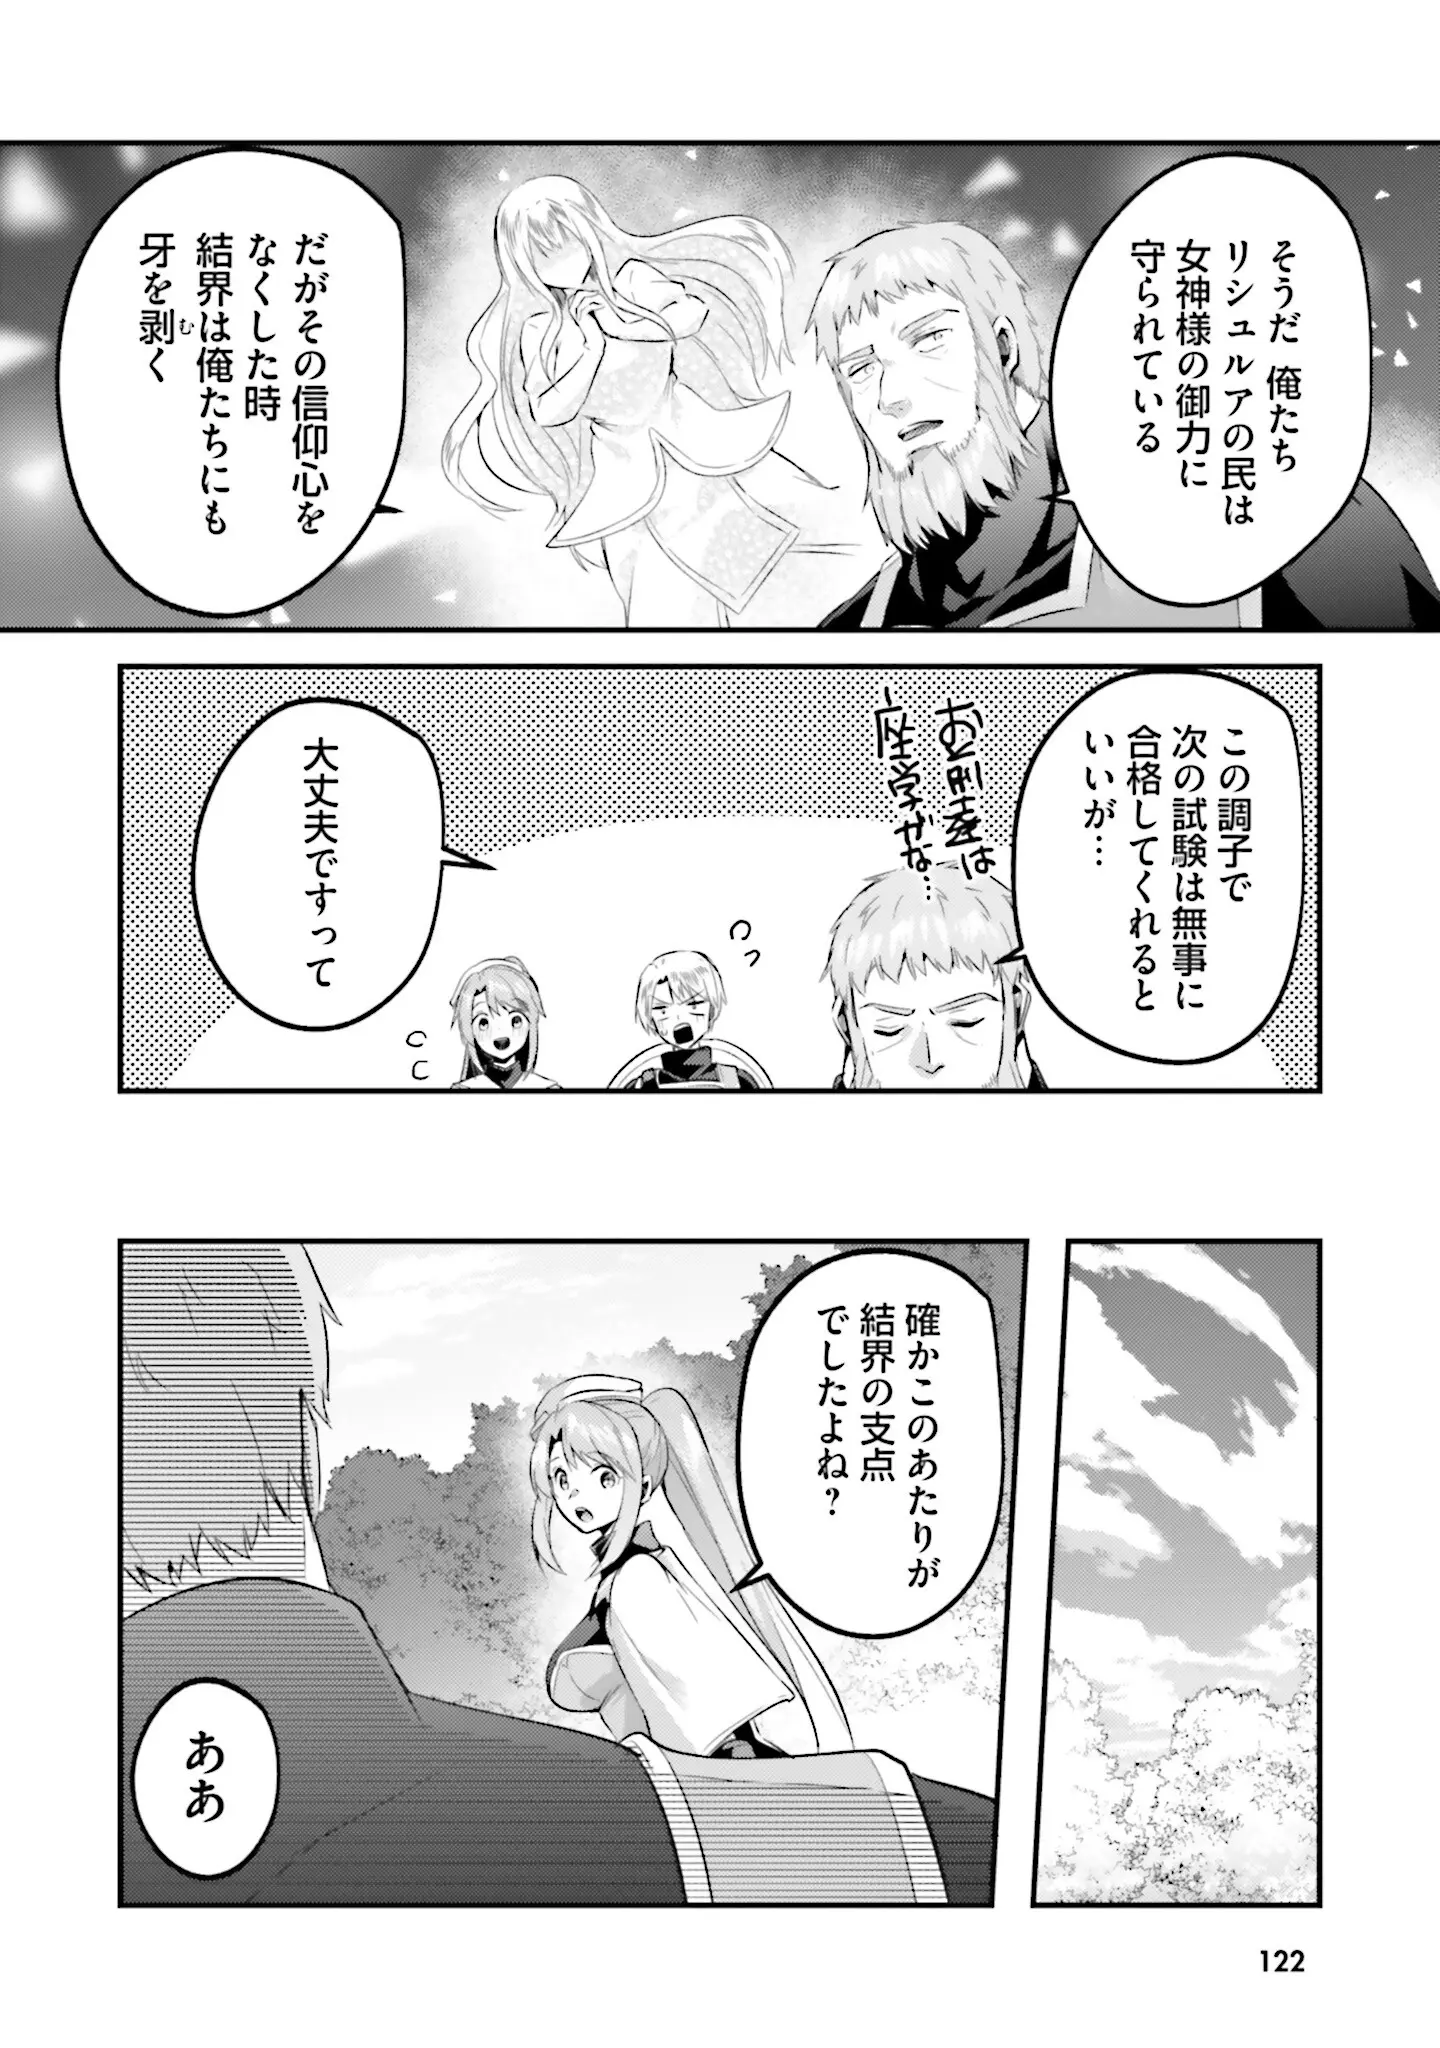 そうだ 俺たち
リシュルアの民は
女神様の御力に
守られている
だがその信仰心を
なくした時
結界は俺たちにも
牙を剥く
む
この調子で
次の試験は無事に
合格してくれると
いいが…
お前達は
座学がな…
大丈夫ですって
確かこのあたりが
結界の支点
でしたよね?
ああ
122